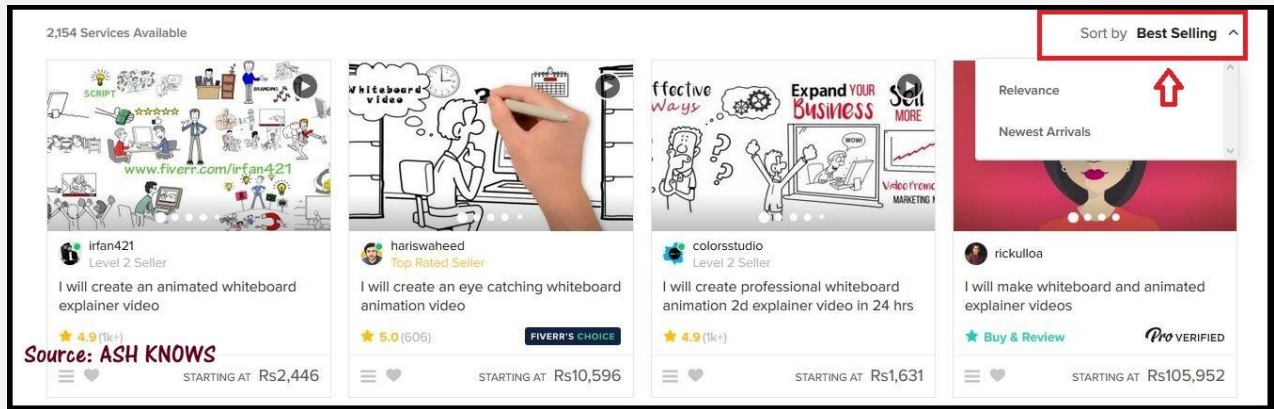 2,154 Services Available
Sort by Best Selling
Relevance
Newest Arrivals
SCRIPT
BRANDING
www.fiverr.com/irfan421
Whiteboard
video
ffective
Ways
Expand YOUR
BUSINESS
Sell
MORE
WOW!
MARKETING
irfan421
Level 2 Seller
I will create an animated whiteboard
explainer video
4.9 (1k+)
STARTING AT Rs2,446
hariswaheed
Top Rated Seller
I will create an eye catching whiteboard
animation video
5.0 (606)
FIVERR'S CHOICE
STARTING AT Rs10,596
colorsstudio
Level 2 Seller
I will create professional whiteboard
animation 2d explainer video in 24 hrs
4.9 (1k+)
STARTING AT Rs1,631
rickulloa
I will make whiteboard and animated
explainer videos
Buy & Review
Pro VERIFIED
STARTING AT Rs105,952
Source: ASH KNOWS